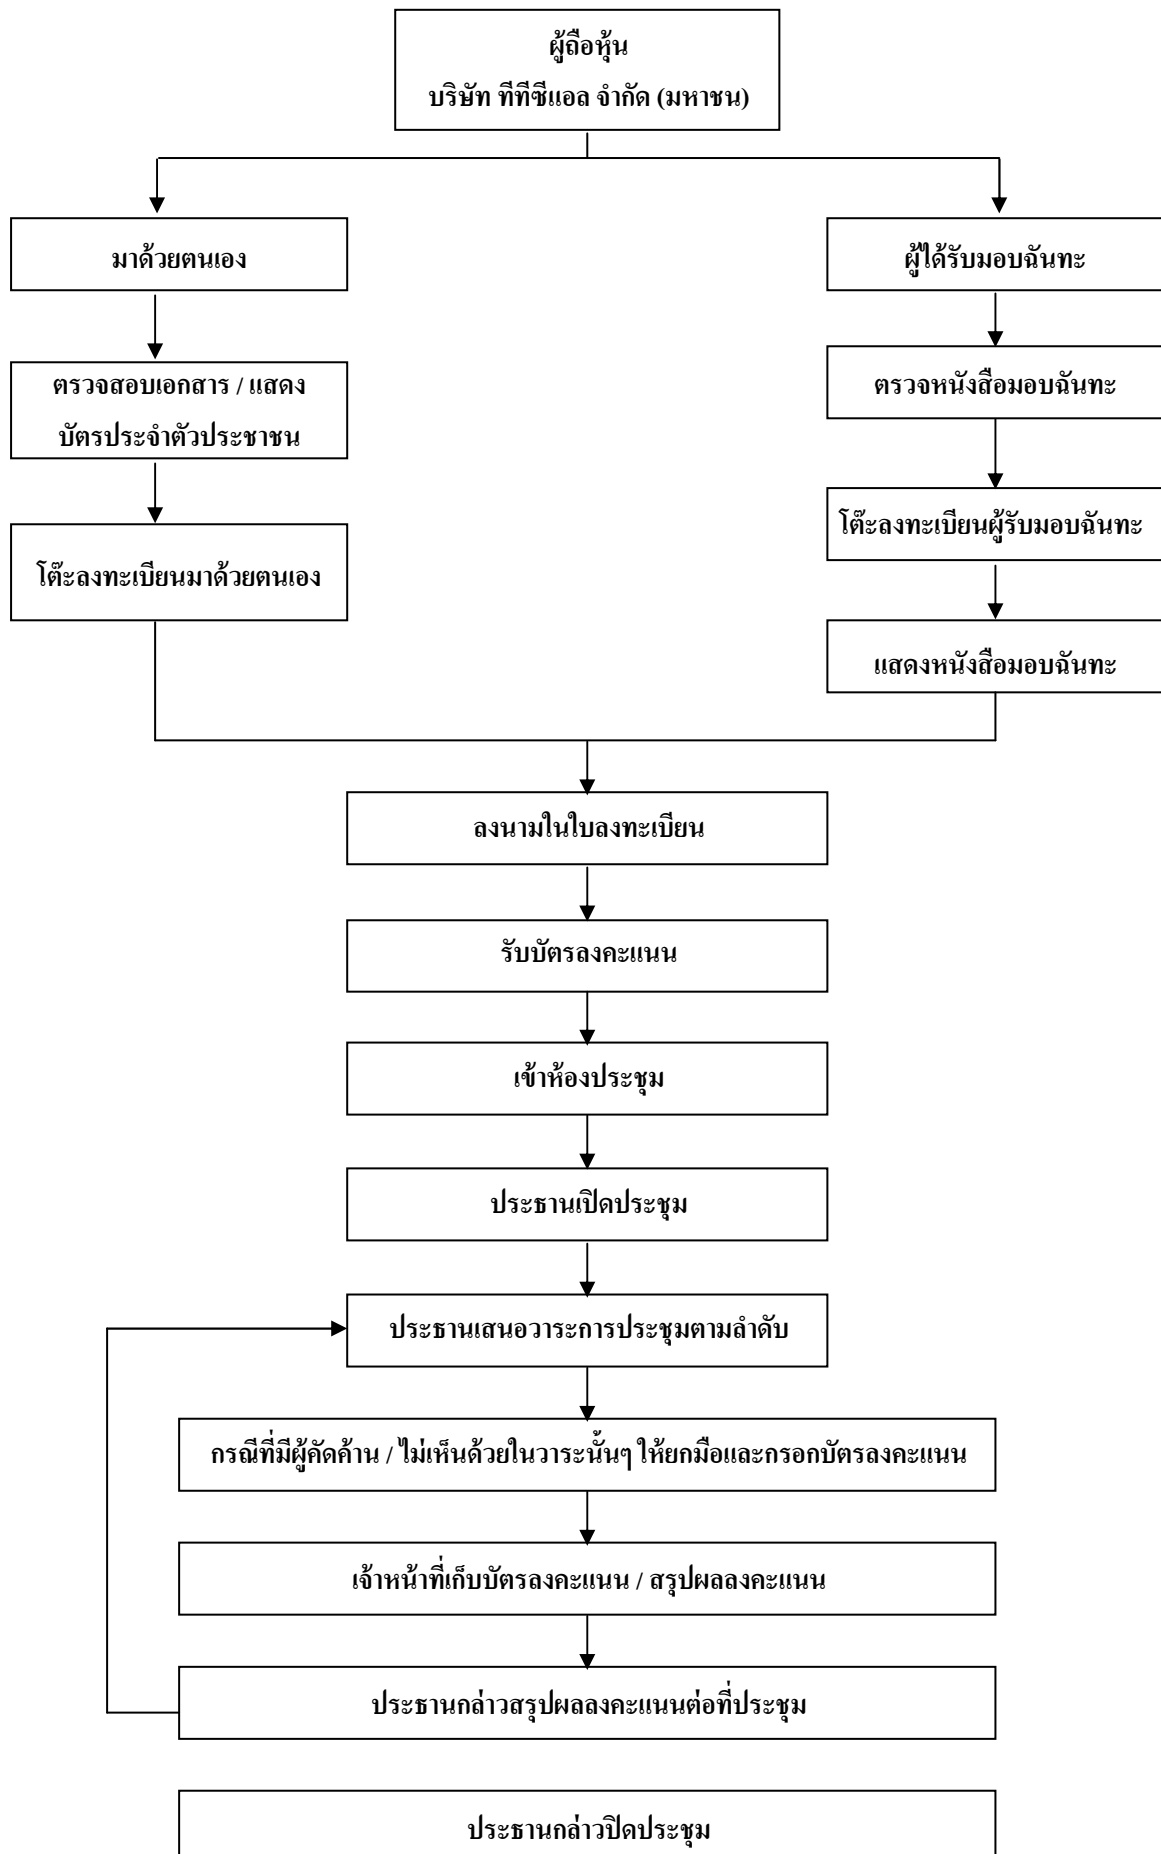 ผู้ถือหุ้น
บริษัท ทีทีซีแอล จำกัด (มหาชน)
มาด้วยตนเอง
ผู้ได้รับมอบฉันทะ
ตรวจสอบเอกสาร / แสดง
บัตรประจำตัวประชาชน
ตรวจหนังสือมอบฉันทะ
โต๊ะลงทะเบียนมาด้วยตนเอง
โต๊ะลงทะเบียนผู้รับมอบฉันทะ
แสดงหนังสือมอบฉันทะ
ลงนามในใบลงทะเบียน
รับบัตรลงคะแนน
เข้าห้องประชุม
ประธานเปิดประชุม
ประธานเสนอวาระการประชุมตามลำดับ
กรณีที่มีผู้คัดค้าน / ไม่เห็นด้วยในวาระนั้นๆ ให้ยกมือและกรอกบัตรลงคะแนน
เจ้าหน้าที่เก็บบัตรลงคะแนน / สรุปผลลงคะแนน
ประธานกล่าวสรุปผลลงคะแนนต่อที่ประชุม
ประธานกล่าวปิดประชุม